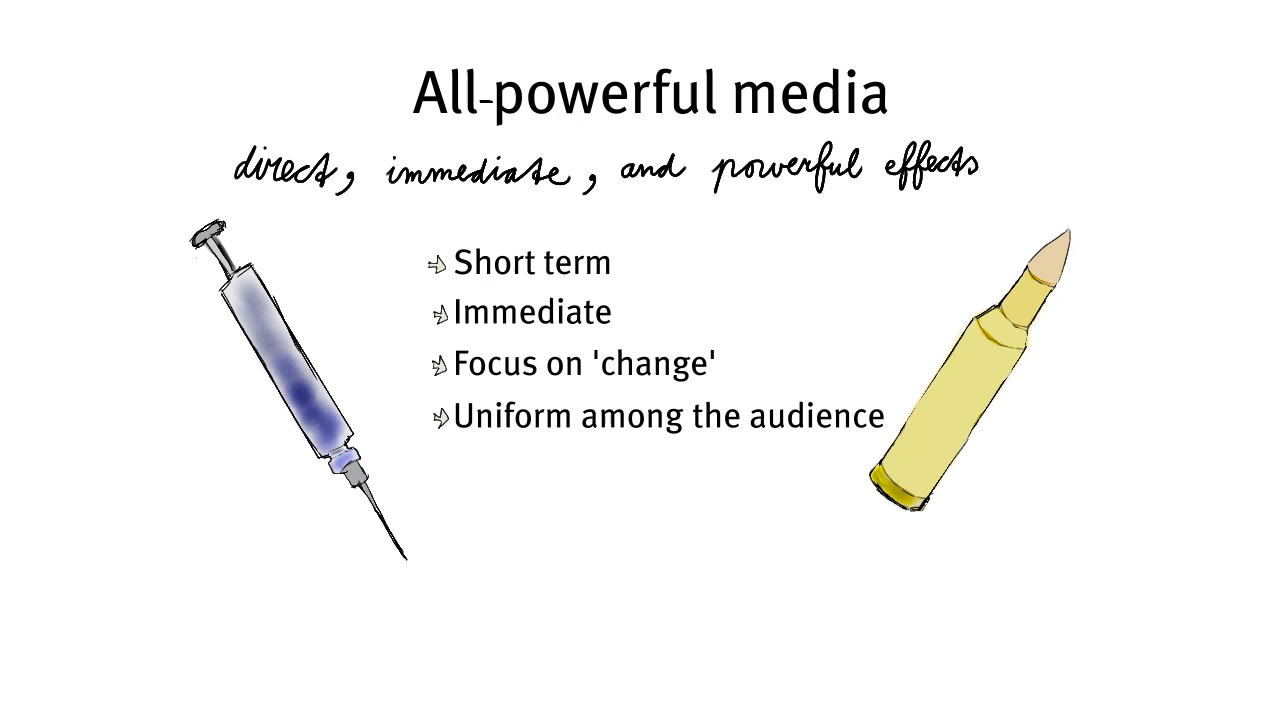 All-powerful media
direct, immediate, and powerful effects
Short term
Immediate
Focus on 'change'
Uniform among the audience